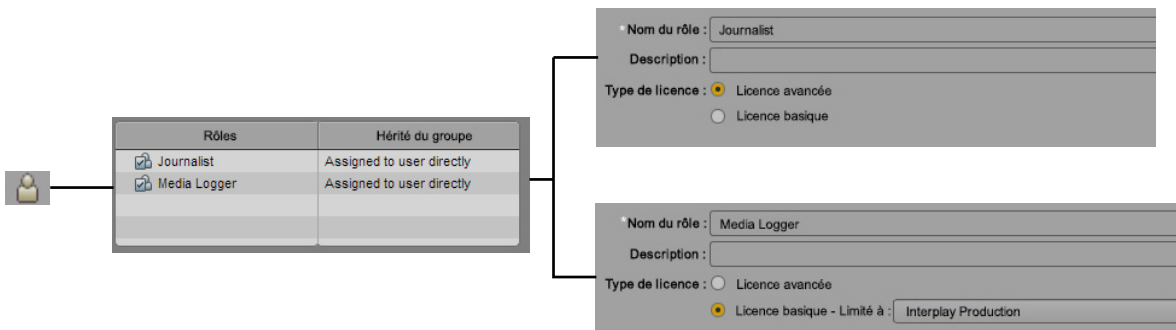 Rôles Hérité du groupe
Journalist Assigned to user directly
Media Logger Assigned to user directly
*Nom du rôle : Journalist
Description :
Type de licence : Licence avancée
Licence basique
*Nom du rôle : Media Logger
Description :
Type de licence : Licence avancée
Licence basique - Limité à : Interplay Production